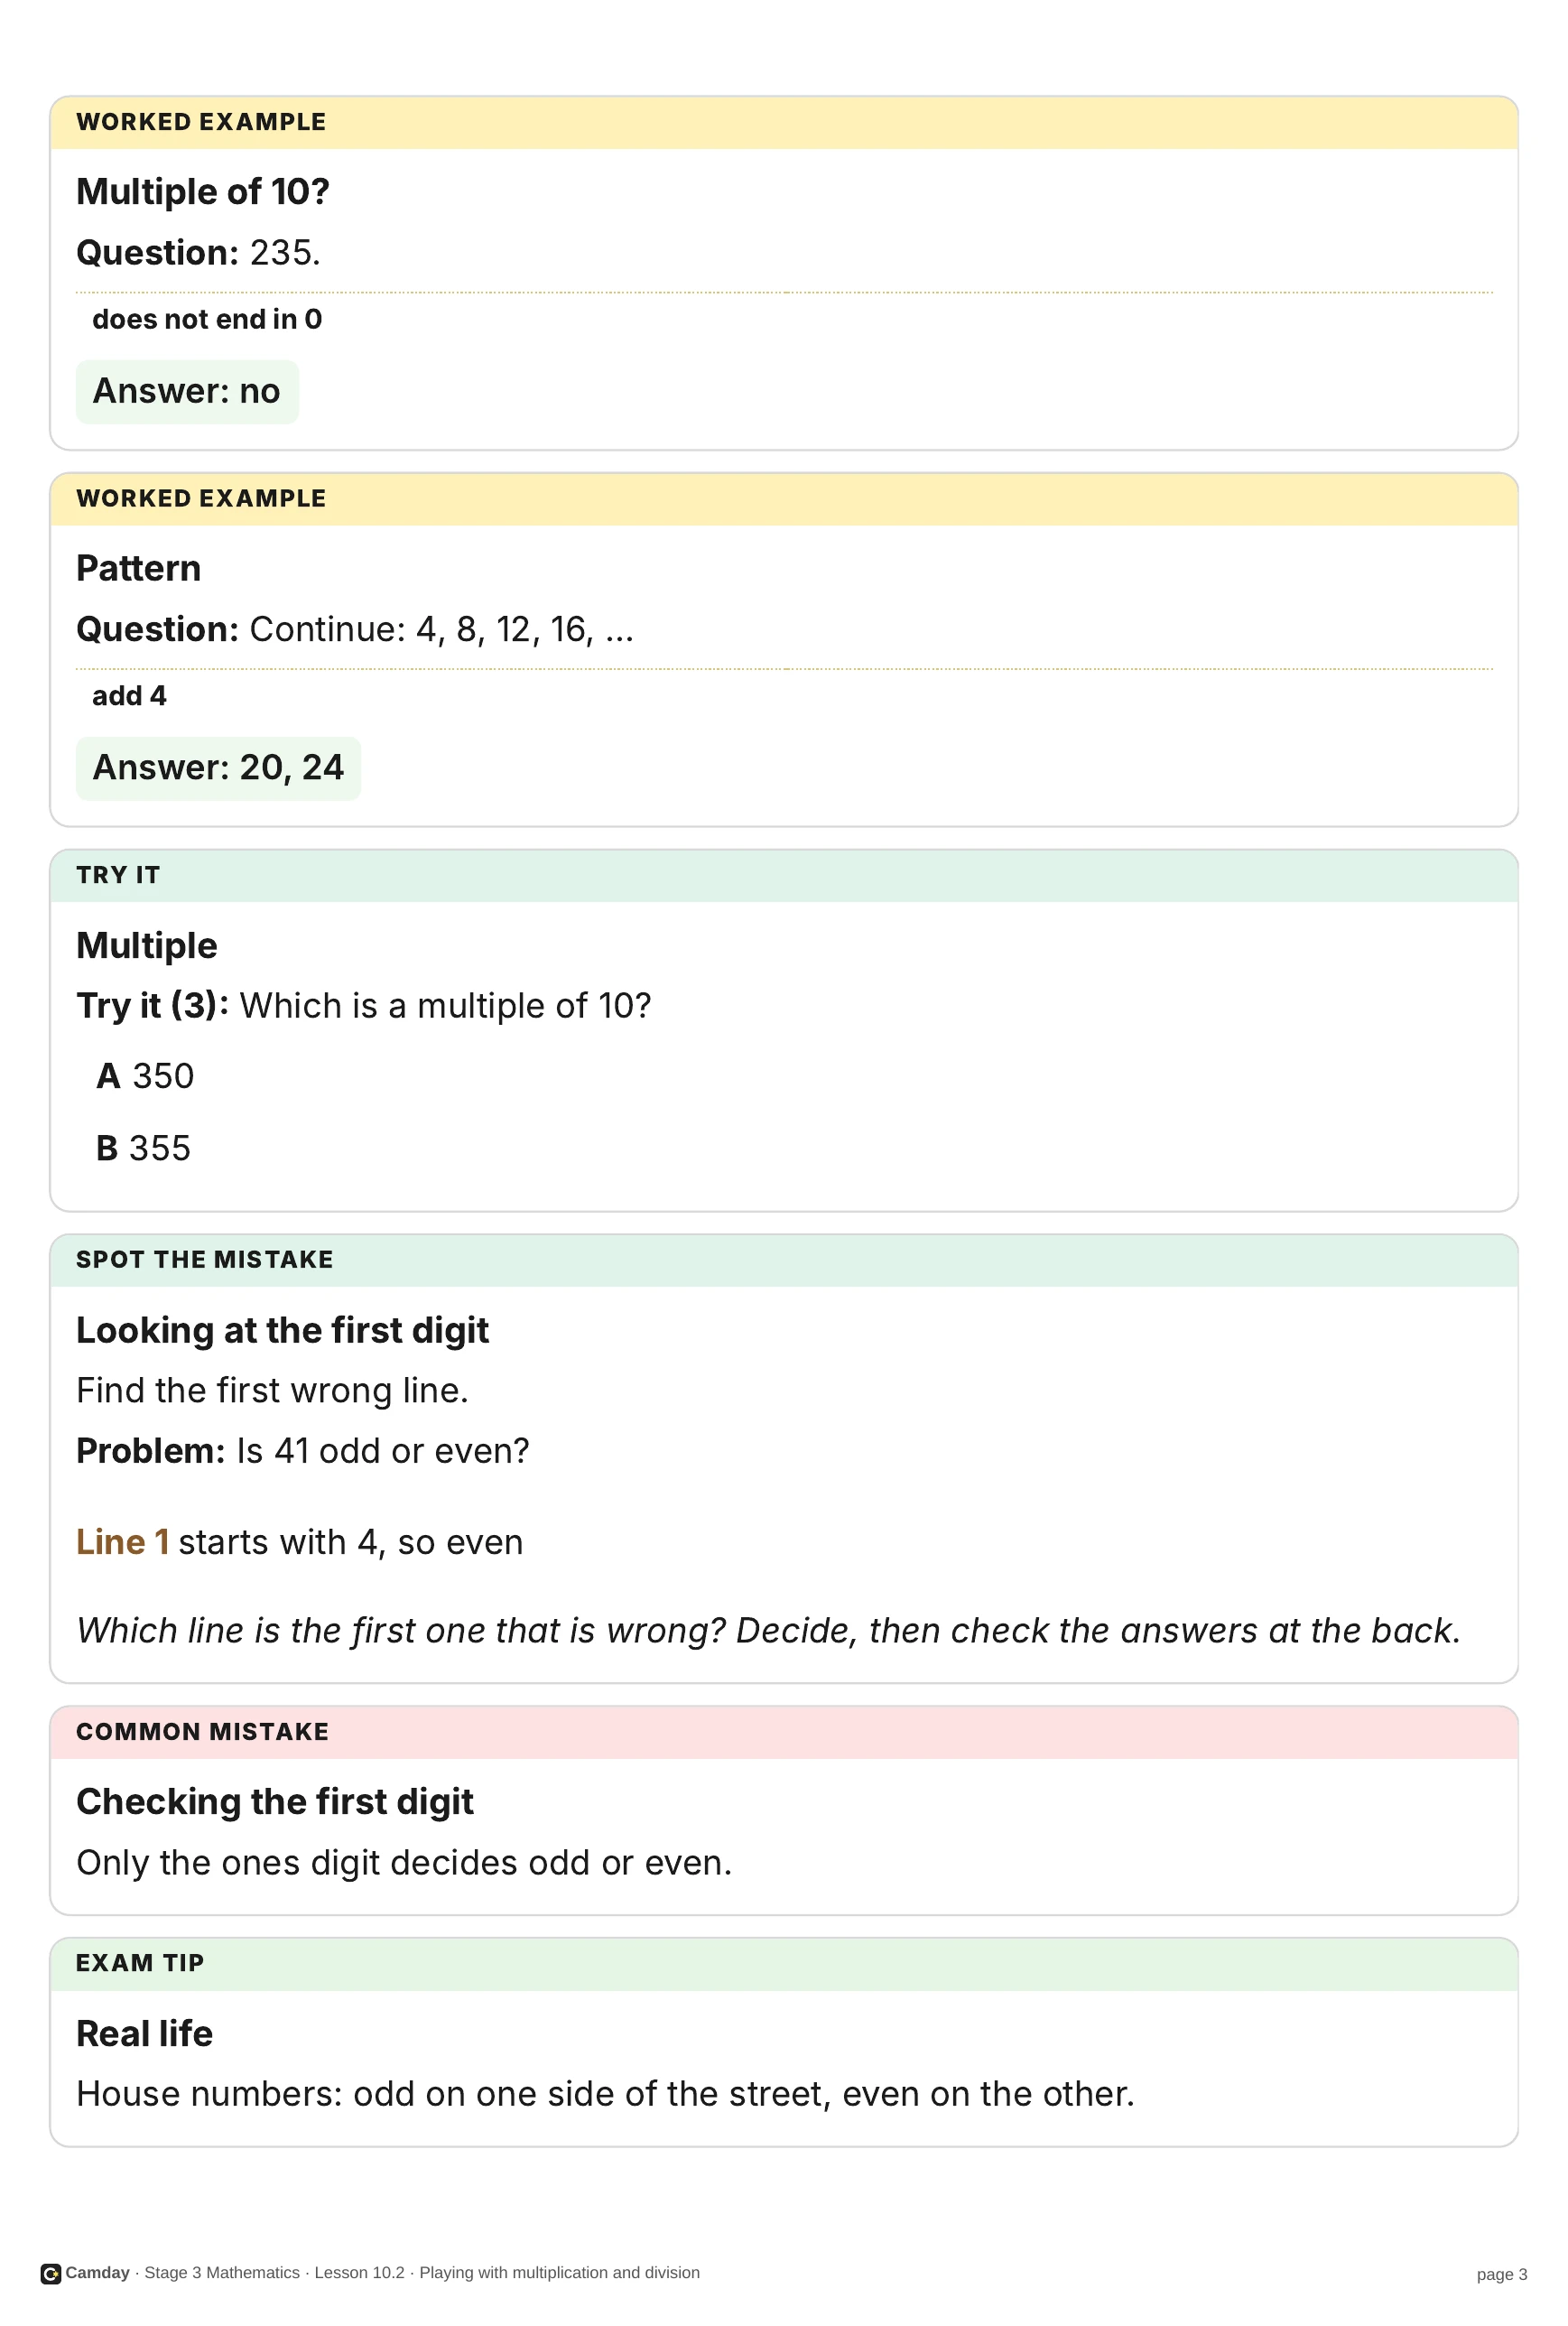 WORKED EXAMPLE
Multiple of 10?
Question: 235.
does not end in 0
Answer: no
WORKED EXAMPLE
Pattern
Question: Continue: 4, 8, 12, 16, ...
add 4
Answer: 20, 24
TRY IT
Multiple
Try it (3): Which is a multiple of 10?
A 350
B 355
SPOT THE MISTAKE
Looking at the first digit
Find the first wrong line.
Problem: Is 41 odd or even?
Line 1 starts with 4, so even
Which line is the first one that is wrong? Decide, then check the answers at the back.
COMMON MISTAKE
Checking the first digit
Only the ones digit decides odd or even.
EXAM TIP
Real life
House numbers: odd on one side of the street, even on the other.
Camday · Stage 3 Mathematics · Lesson 10.2 · Playing with multiplication and division page 3